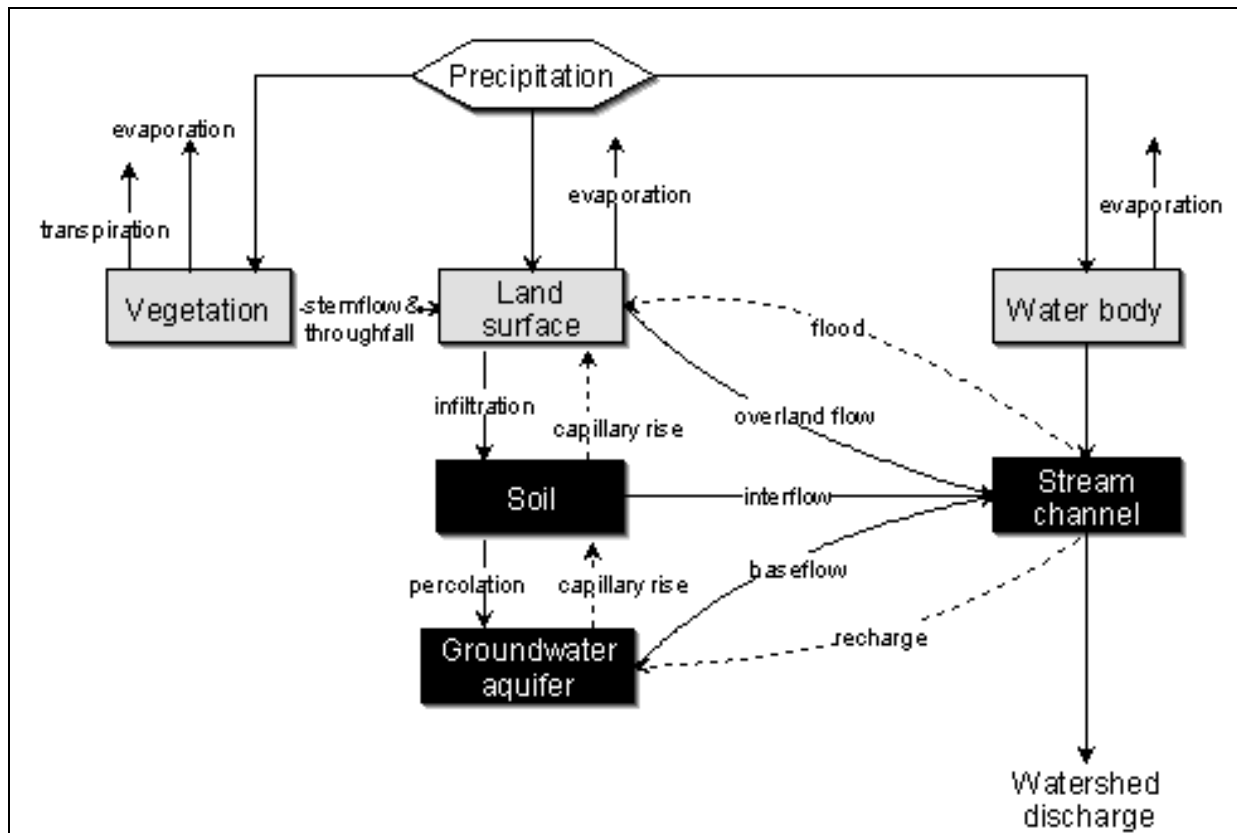 Precipitation
evaporation
transpiration
evaporation
evaporation
Vegetation
stemflow &
throughfall
Land
surface
Water body
flood
infiltration
capillary rise
overland flow
Soil
interflow
Stream
channel
percolation
capillary rise
baseflow
recharge
Groundwater
aquifer
Watershed
discharge